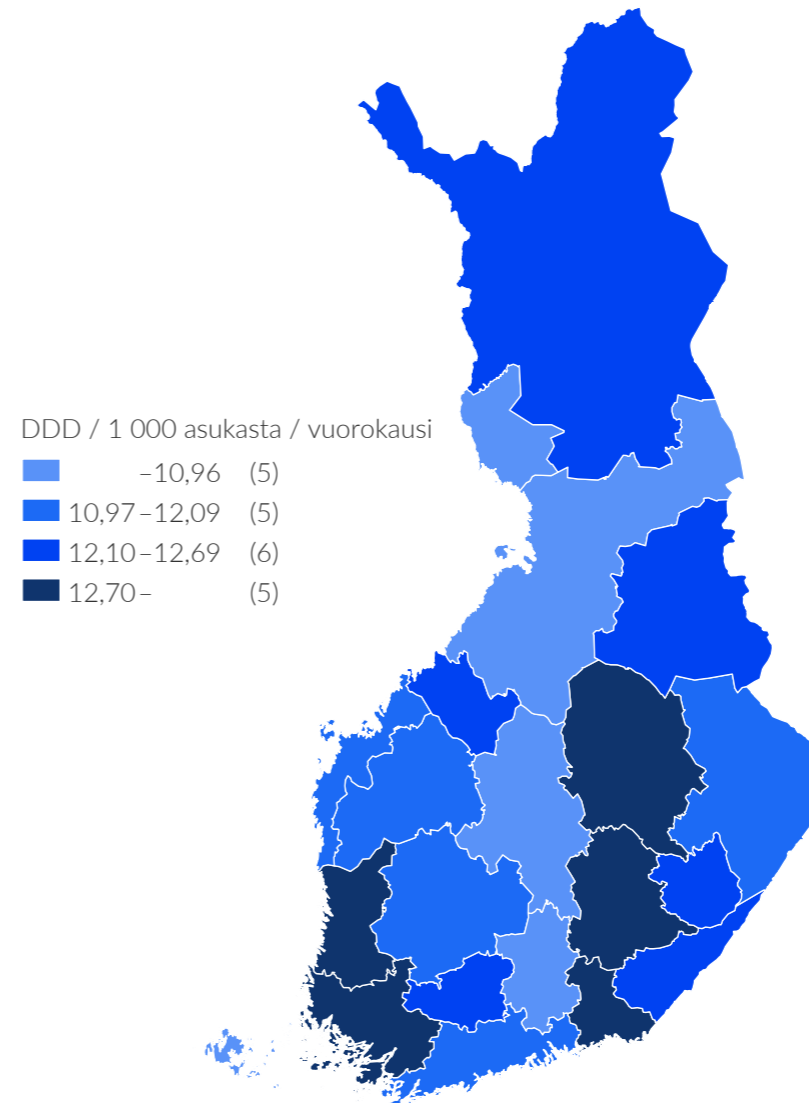 DDD / 1 000 asukasta / vuorokausi
–10,96 (5)
10,97–12,09 (5)
12,10–12,69 (6)
12,70– (5)